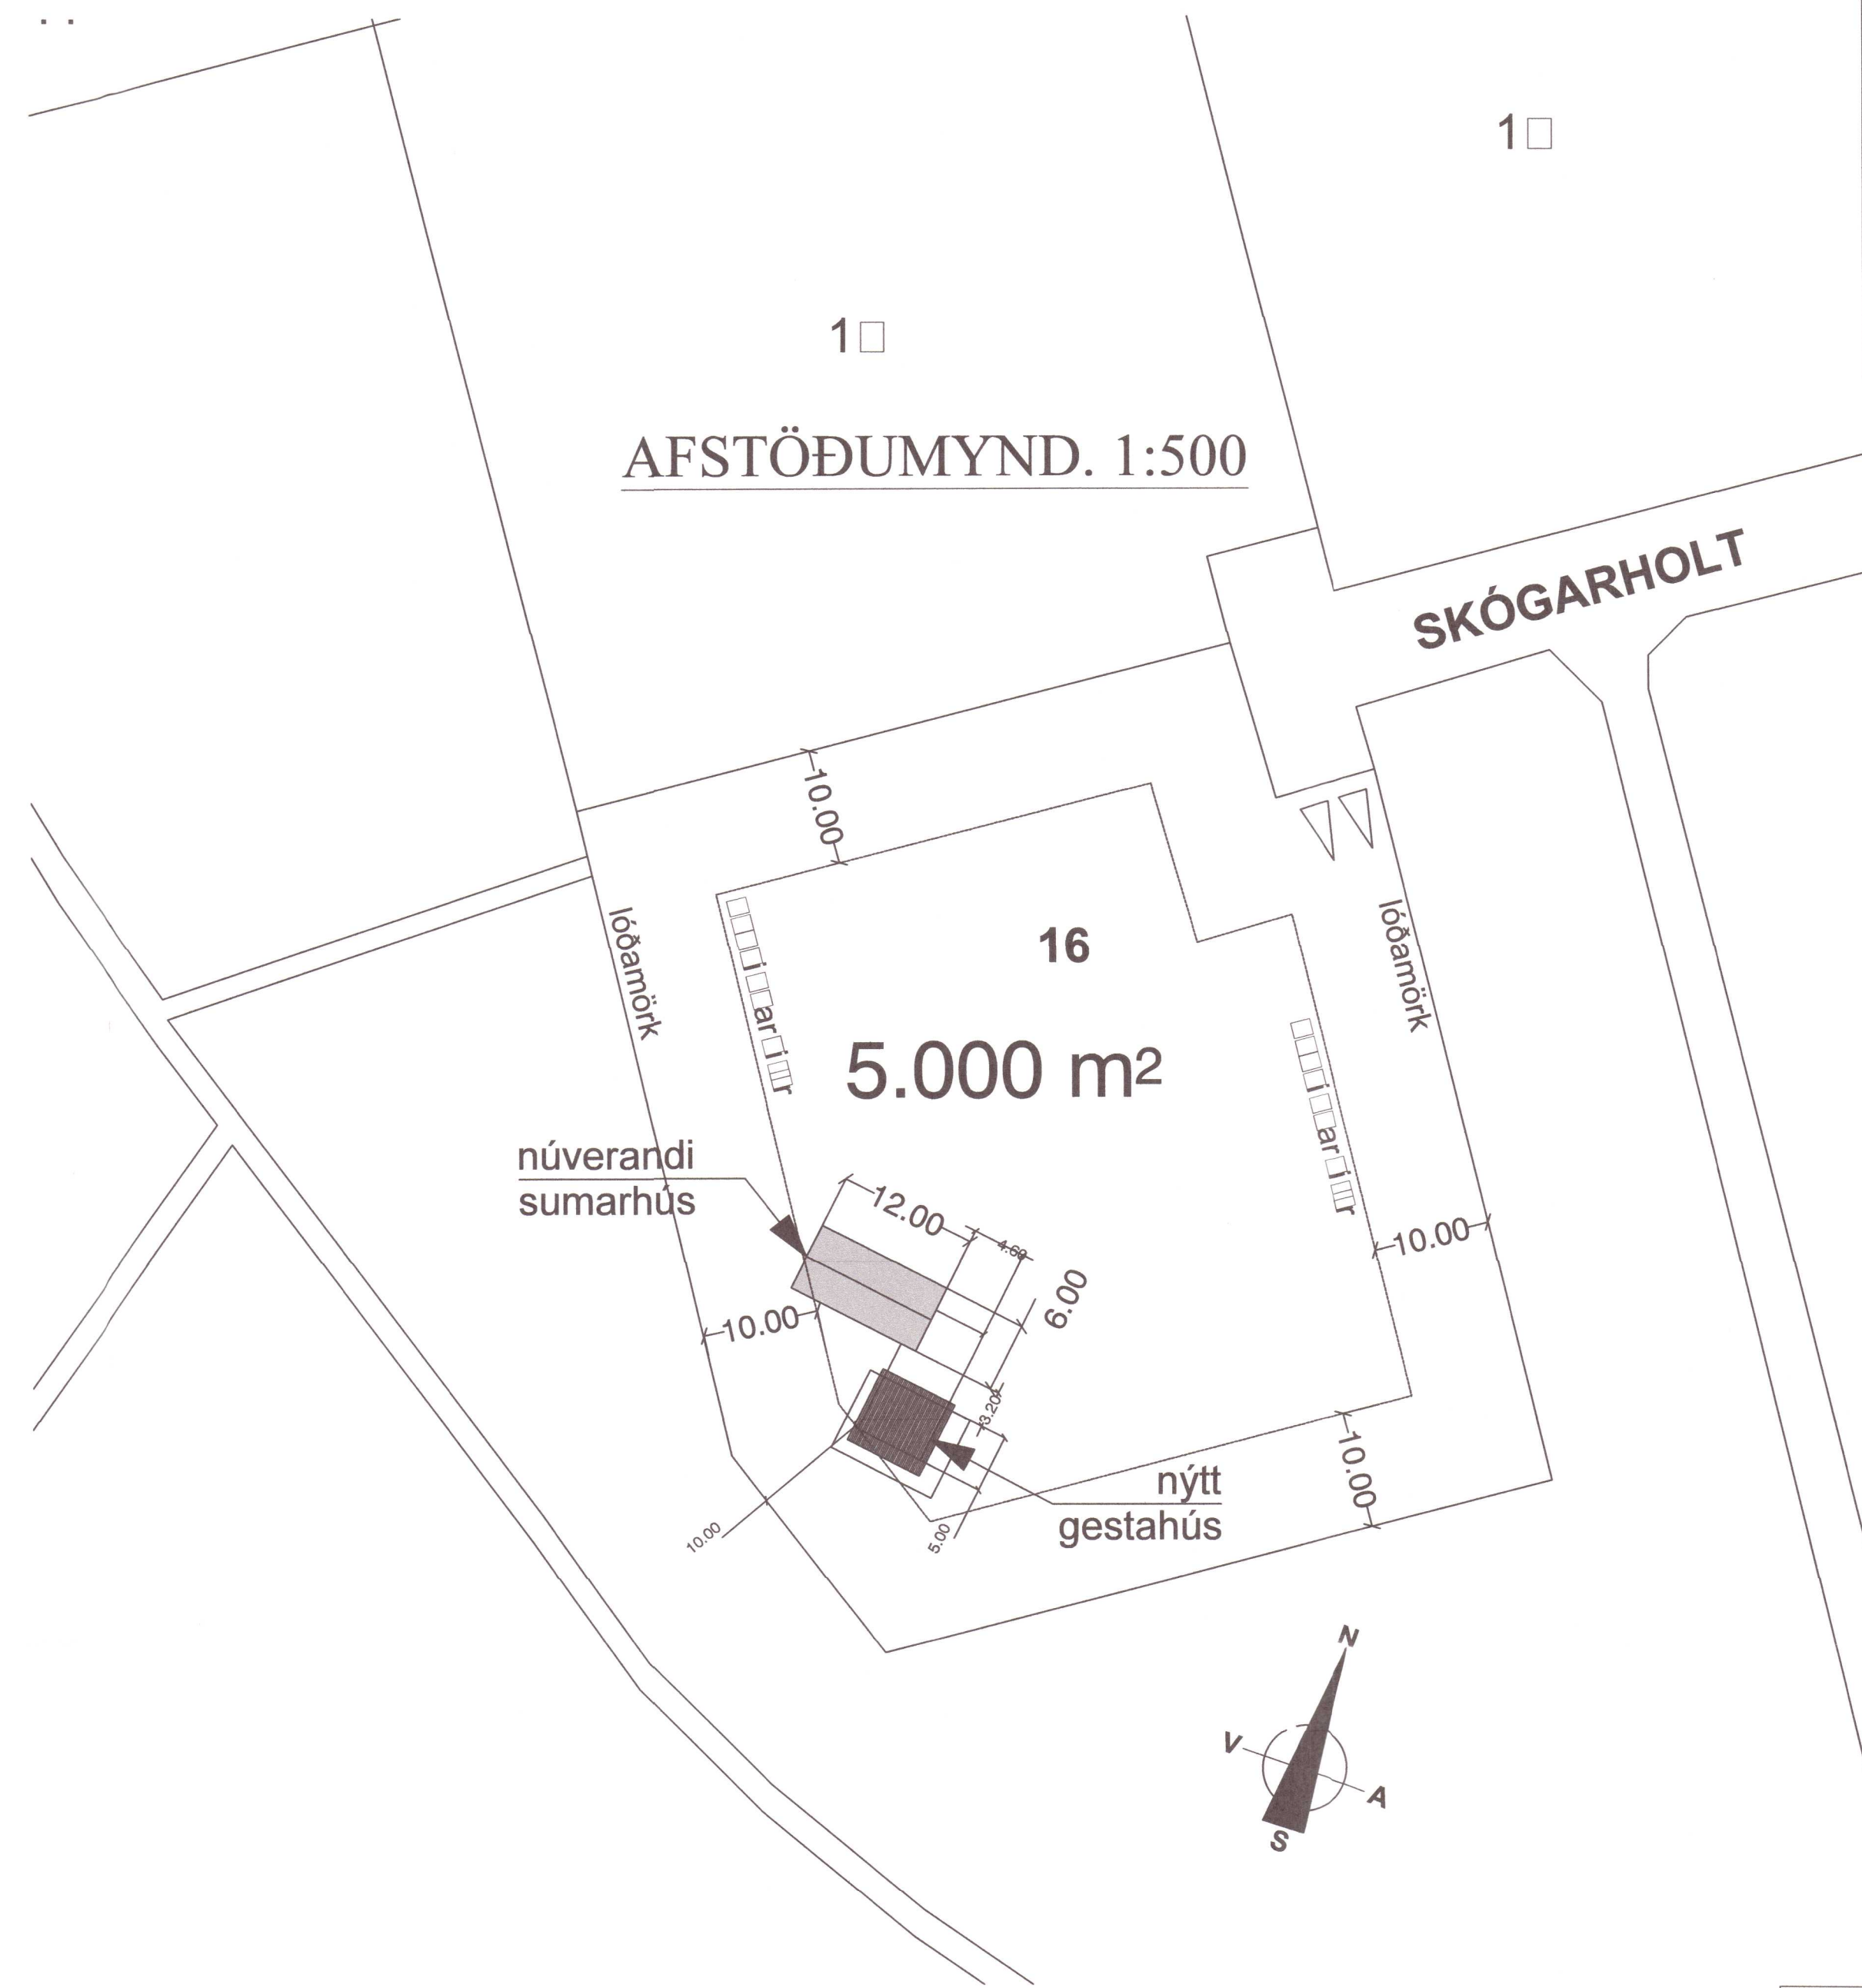 1
1
AFSTÖÐUMYND. 1:500
SKÓGARHOLT
10.00
lóðamörk
16
lóðamörk
5.000 m2
núverandi
sumarhús
12.00
4.60
6.00
10.00
10.00
3.20
10.00
nýtt
gestahús
10.00
5.00
N
V
A
S